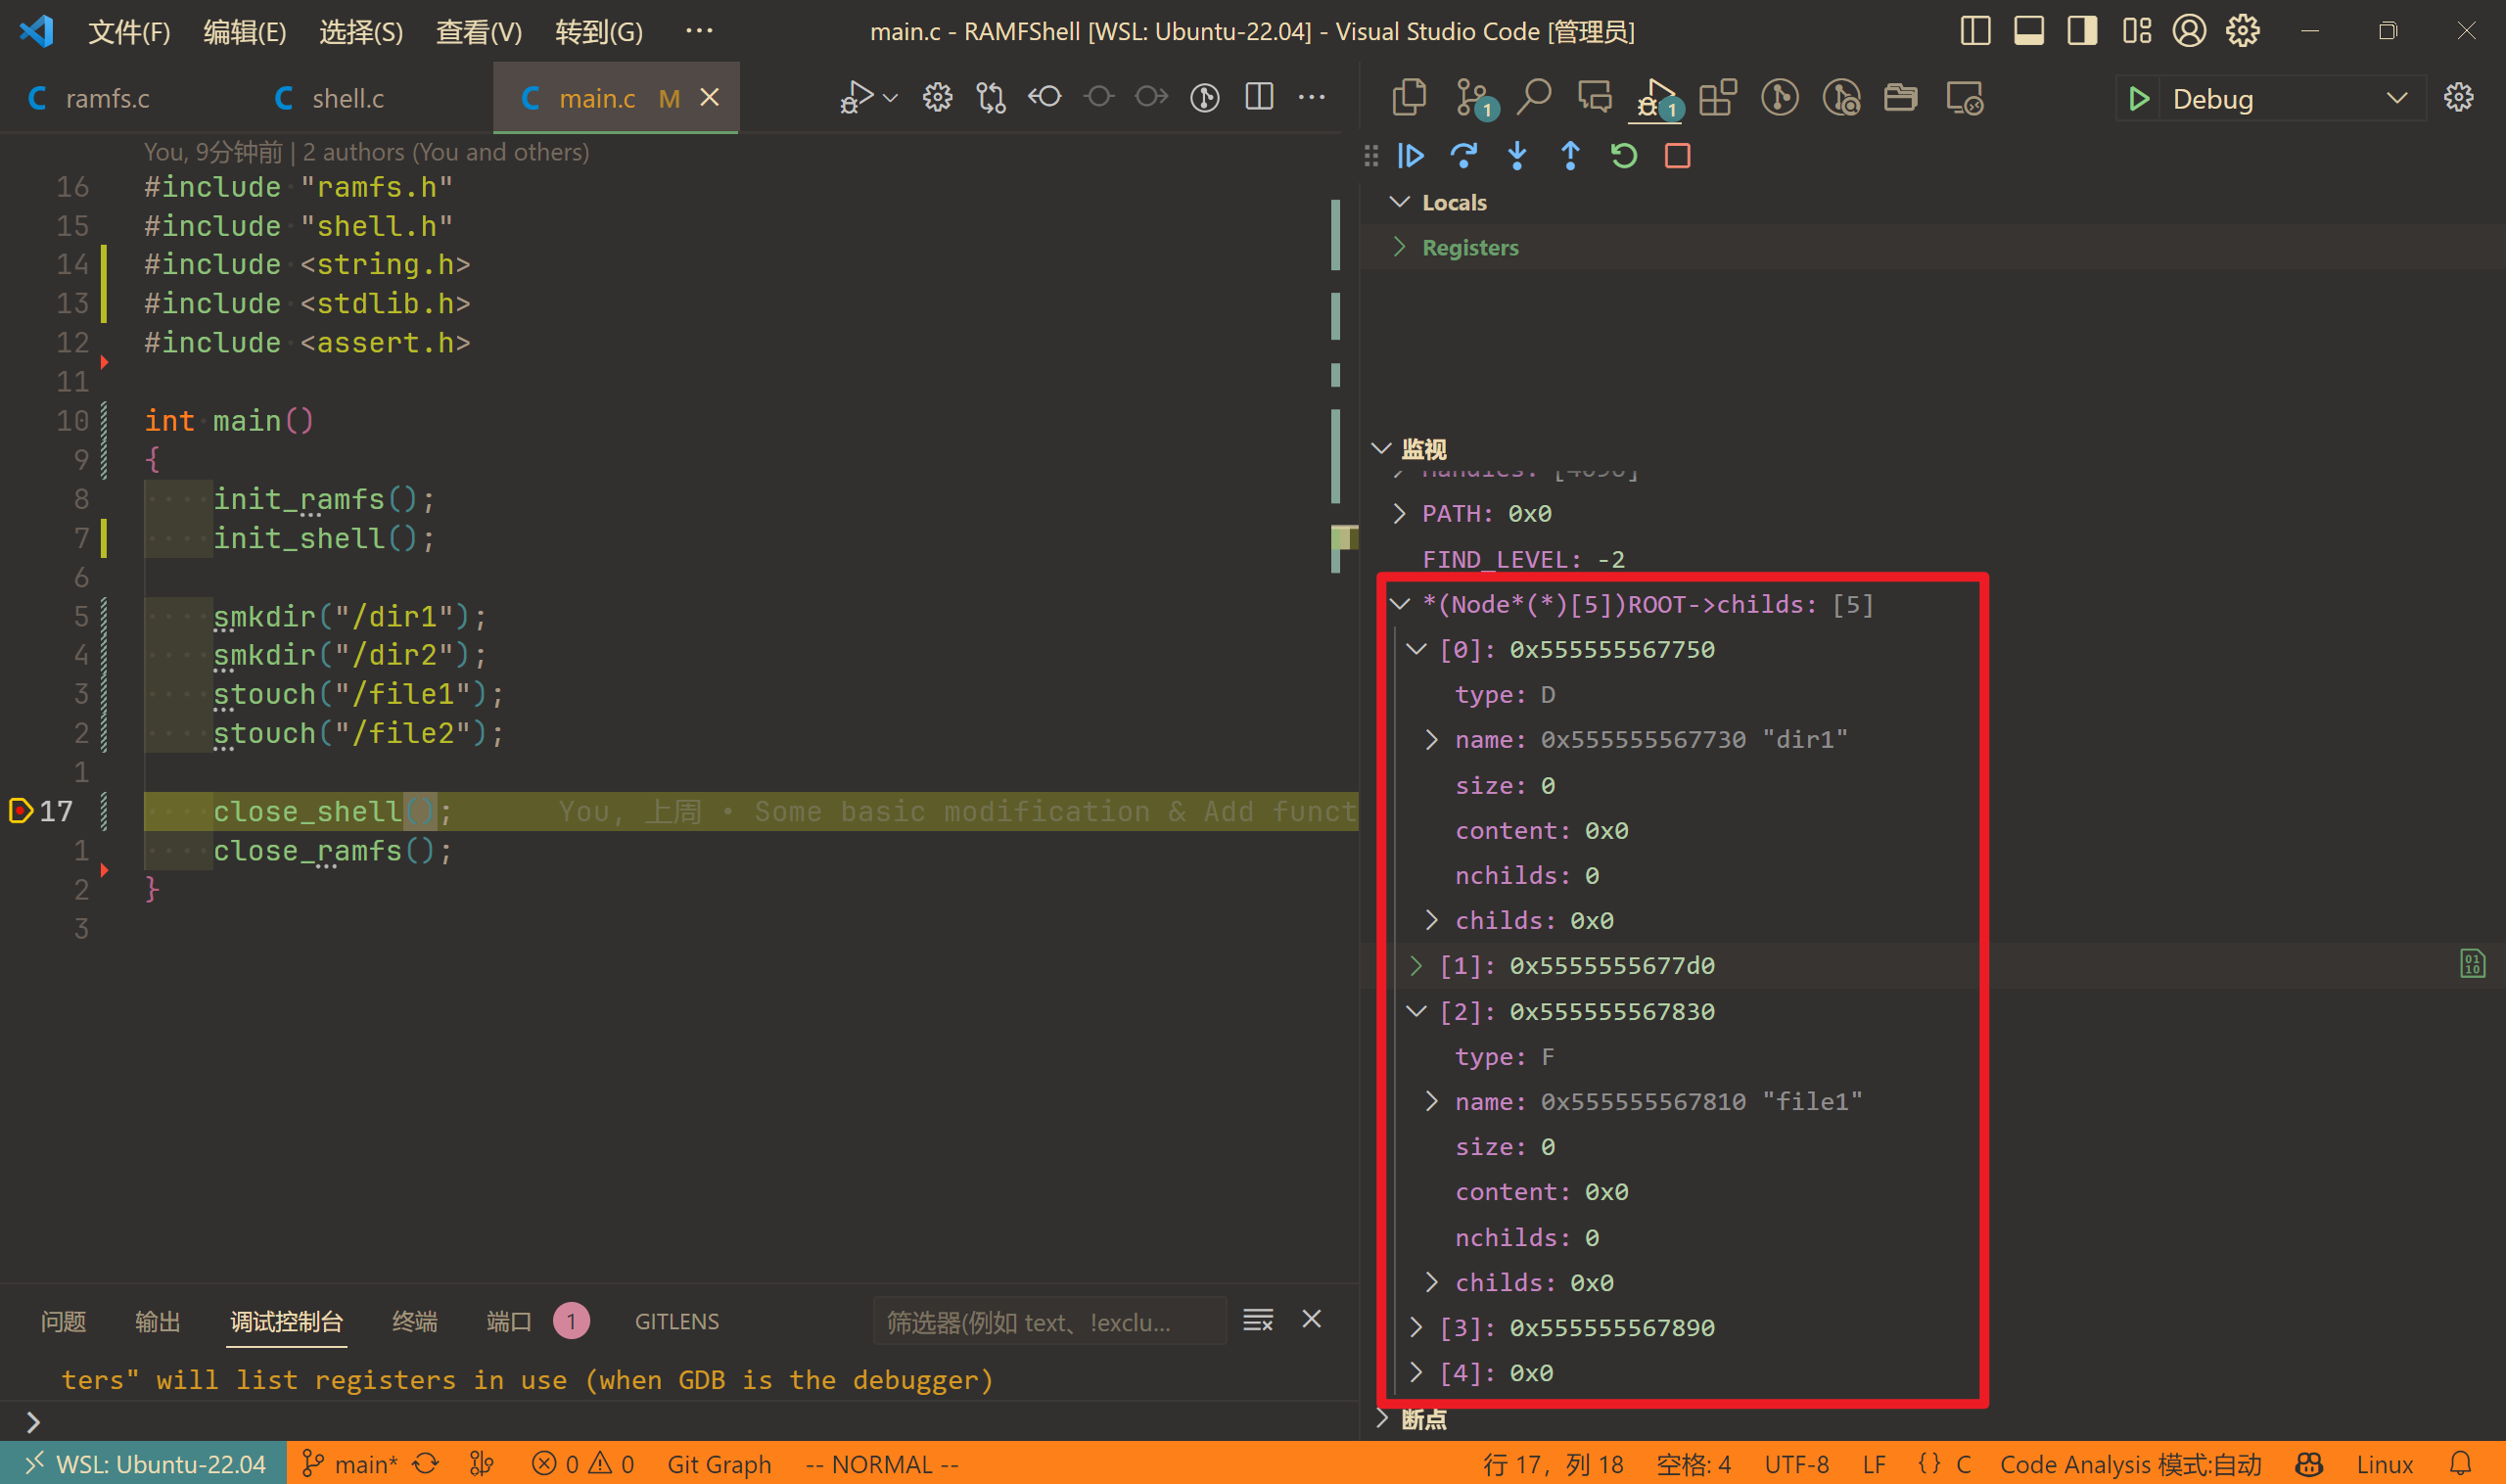 文件(F) 编辑(E) 选择(S) 查看(V) 转到(G) ··· main.c - RAMFShell [WSL: Ubuntu-22.04] - Visual Studio Code [管理员]
ramfs.c shell.c main.c M
Debug
You, 9分钟前 | 2 authors (You and others)
16 #include "ramfs.h"
15 #include "shell.h"
14 #include <string.h>
13 #include <stdlib.h>
12 #include <assert.h>
11
10 int main()
9 {
8 init_ramfs();
7 init_shell();
6
5 smkdir("/dir1");
4 smkdir("/dir2");
3 stouch("/file1");
2 stouch("/file2");
1
17 close_shell(); You, 上周 • Some basic modification & Add funct
1 close_ramfs();
2 }
3
1
1
Locals
Registers
监视
Handles: [4096]
PATH: 0x0
FIND_LEVEL: -2
*(Node*(*)[5])ROOT->childs: [5]
[0]: 0x555555567750
type: D
name: 0x555555567730 "dir1"
size: 0
content: 0x0
nchilds: 0
childs: 0x0
[1]: 0x5555555677d0
[2]: 0x555555567830
type: F
name: 0x555555567810 "file1"
size: 0
content: 0x0
nchilds: 0
childs: 0x0
[3]: 0x555555567890
[4]: 0x0
断点
问题 输出 调试控制台 终端 端口 1 GITLENS 筛选器(例如 text、!exclu...
ters" will list registers in use (when GDB is the debugger)
WSL: Ubuntu-22.04 main* 0 0 Git Graph -- NORMAL -- 行 17，列 18 空格: 4 UTF-8 LF {} C Code Analysis 模式:自动 Linux